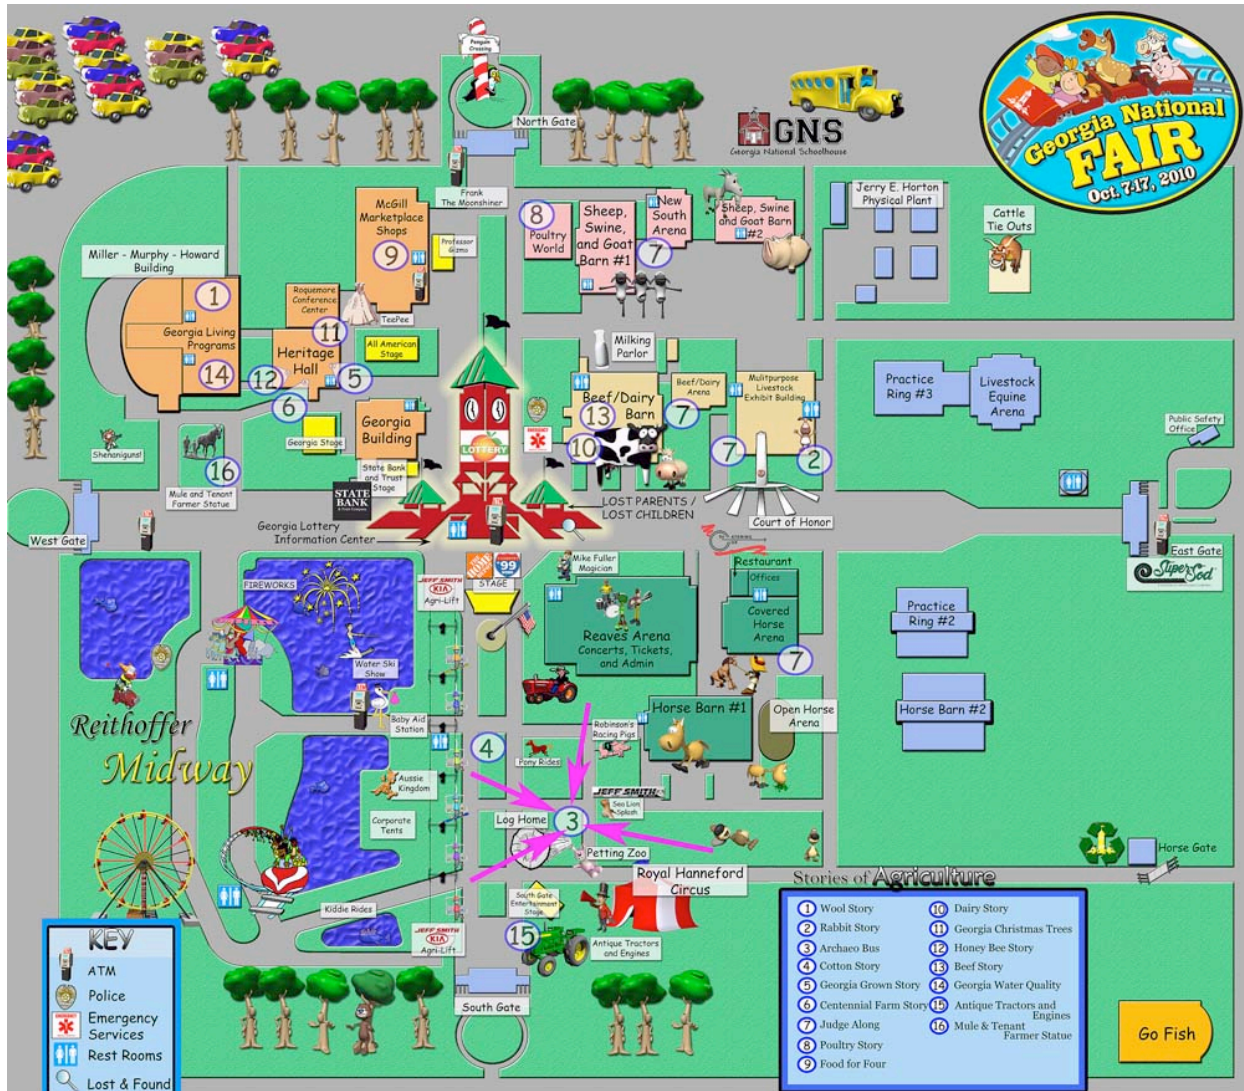 Penguin
Crossing
North Gate
GNS
Georgia National Schoolhouse
Georgia National
FAIR
Oct. 7-17, 2010
Frank
The Moonshiner
McGill
Marketplace
Shops
9
Professor
Gizmo
8
Poultry
World
Sheep,
Swine,
and Goat
Barn #1
New
South
Arena
7
Sheep, Swine
and Goat Barn
#2
Jerry E. Horton
Physical Plant
Cattle
Tie Outs
Miller - Murphy - Howard
Building
1
Georgia Living
Programs
14
Roquemore
Conference
Center
TeePee
11
Heritage
Hall
12
5
6
All American
Stage
Georgia Stage
Georgia
Building
State Bank
and Trust
Stage
STATE
BANK
Shenaniguns!
16
Mule and Tenant
Farmer Statue
LOTTERY
Georgia Lottery
Information Center
EMERGENCY
Milking
Parlor
Beef/Dairy
Barn
13
10
Beef/Dairy
Arena
7
Mulitpurpose
Livestock
Exhibit Building
7
2
LOST PARENTS /
LOST CHILDREN
Court of Honor
Practice
Ring #3
Livestock
Equine
Arena
Public Safety
Office
West Gate
East Gate
Super Sod
FIREWORKS
Water Ski
Show
JEFF SMITH
KIA
Agri-Lift
THE HOME DEPOT
99
STAGE
Mike Fuller
Magician
Reaves Arena
Concerts, Tickets,
and Admin
Restaurant
Offices
Covered
Horse
Arena
7
Practice
Ring #2
Horse Barn #2
Baby Aid
Station
Reithoffer
Midway
4
Aussie
Kingdom
Corporate
Tents
Pony Rides
Robinson's
Racing Pigs
Horse Barn #1
Open Horse
Arena
JEFF SMITH
Sea Lion
Splash
Log Home
3
Petting Zoo
Royal Hanneford
Circus
Horse Gate
Kiddie Rides
JEFF SMITH
KIA
Agri-Lift
South Gate
Entertainment
Stage
15
Antique Tractors
and Engines
South Gate
KEY
ATM
Police
EMERGENCY
Emergency
Services
Rest Rooms
Lost & Found
Stories of Agriculture
1 Wool Story
2 Rabbit Story
3 Archaeo Bus
4 Cotton Story
5 Georgia Grown Story
6 Centennial Farm Story
7 Judge Along
8 Poultry Story
9 Food for Four
10 Dairy Story
11 Georgia Christmas Trees
12 Honey Bee Story
13 Beef Story
14 Georgia Water Quality
15 Antique Tractors and
Engines
16 Mule & Tenant
Farmer Statue
Go Fish